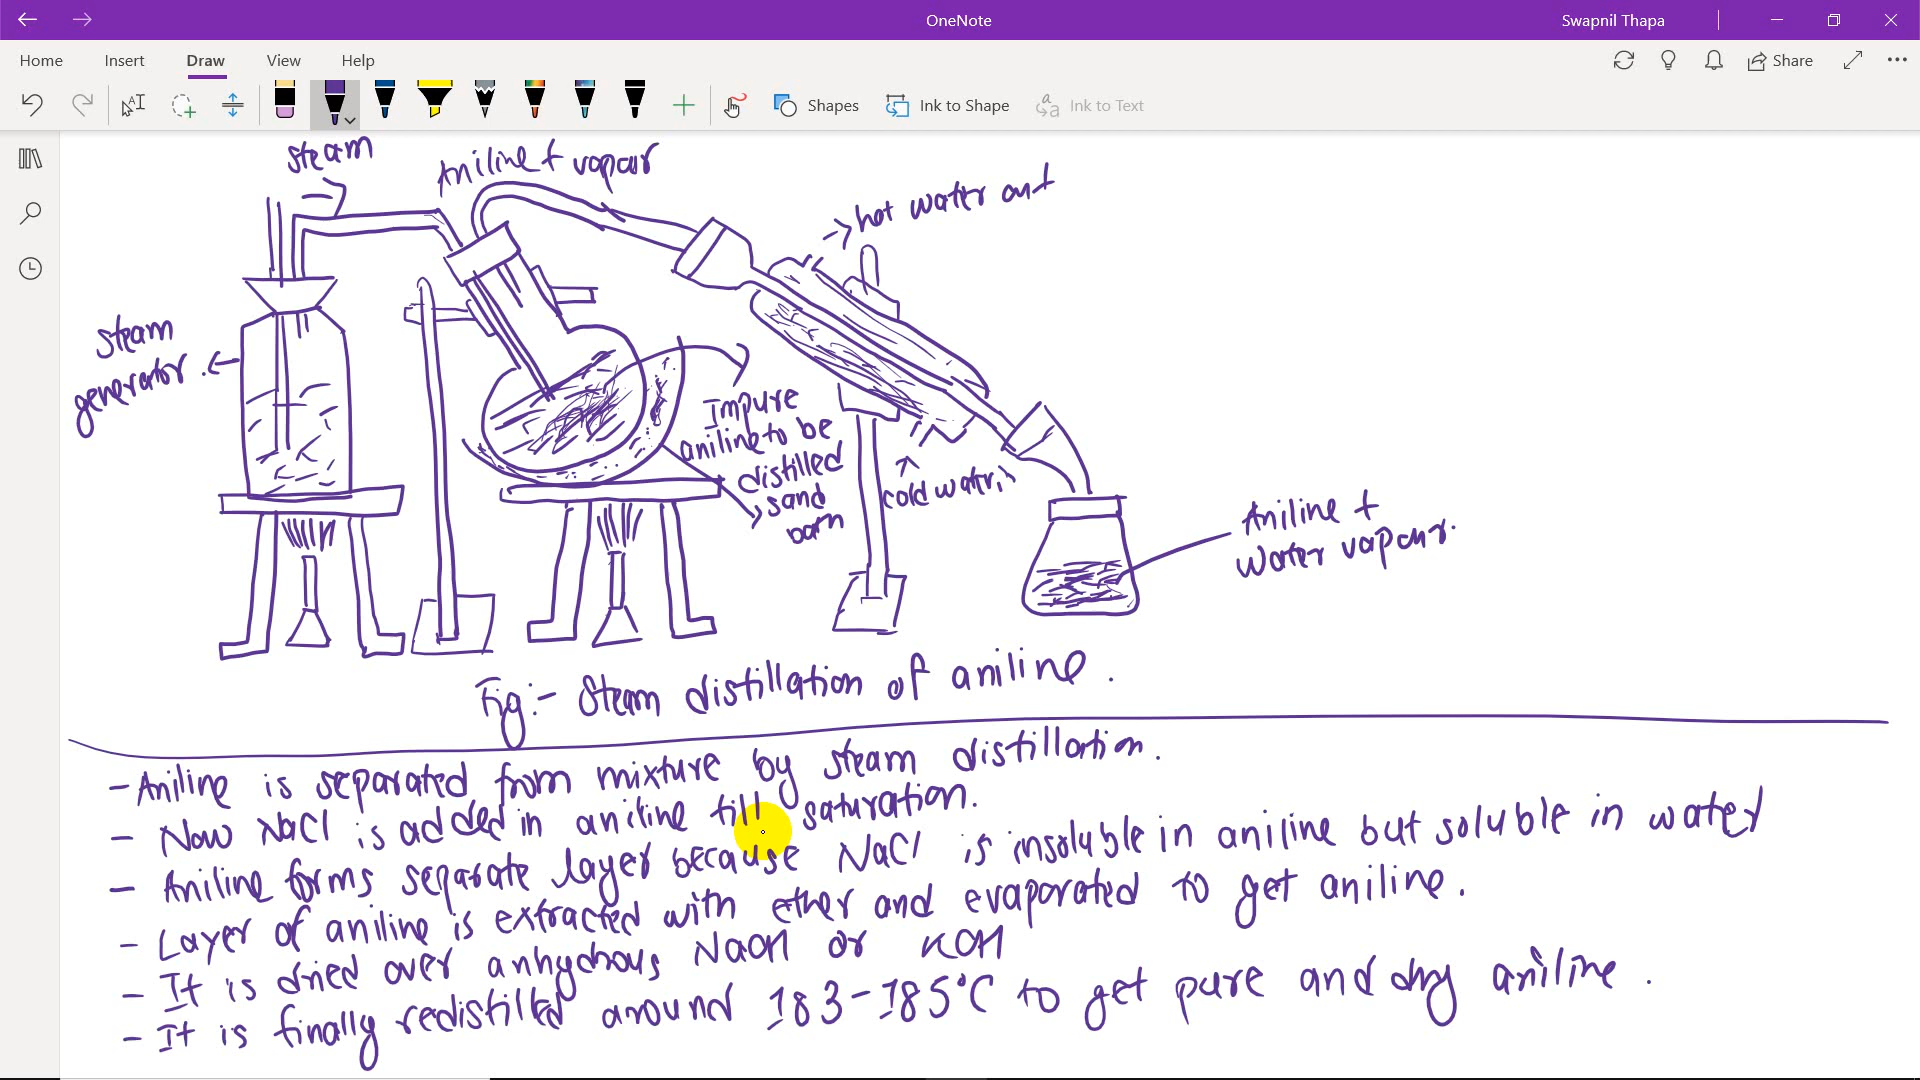 OneNote
Swapnil Thapa
Home Insert Draw View Help
Share
Shapes
Ink to Shape
Ink to Text
steam
Aniline + vapour
hot water out
steam
generator
Impure
aniline to be
distilled
sand
bath
cold water in
Aniline +
water vapour.
Fig:- Steam distillation of aniline.
- Aniline is separated from mixture by steam distillation.
- Now NaCl is added in aniline till saturation.
- Aniline forms separate layer because NaCl is insoluble in aniline but soluble in water
- Layer of aniline is extracted with ether and evaporated to get aniline.
- It is dried over anhydrous NaOH or KOH
- It is finally redistilled around 183-185°C to get pure and dry aniline.